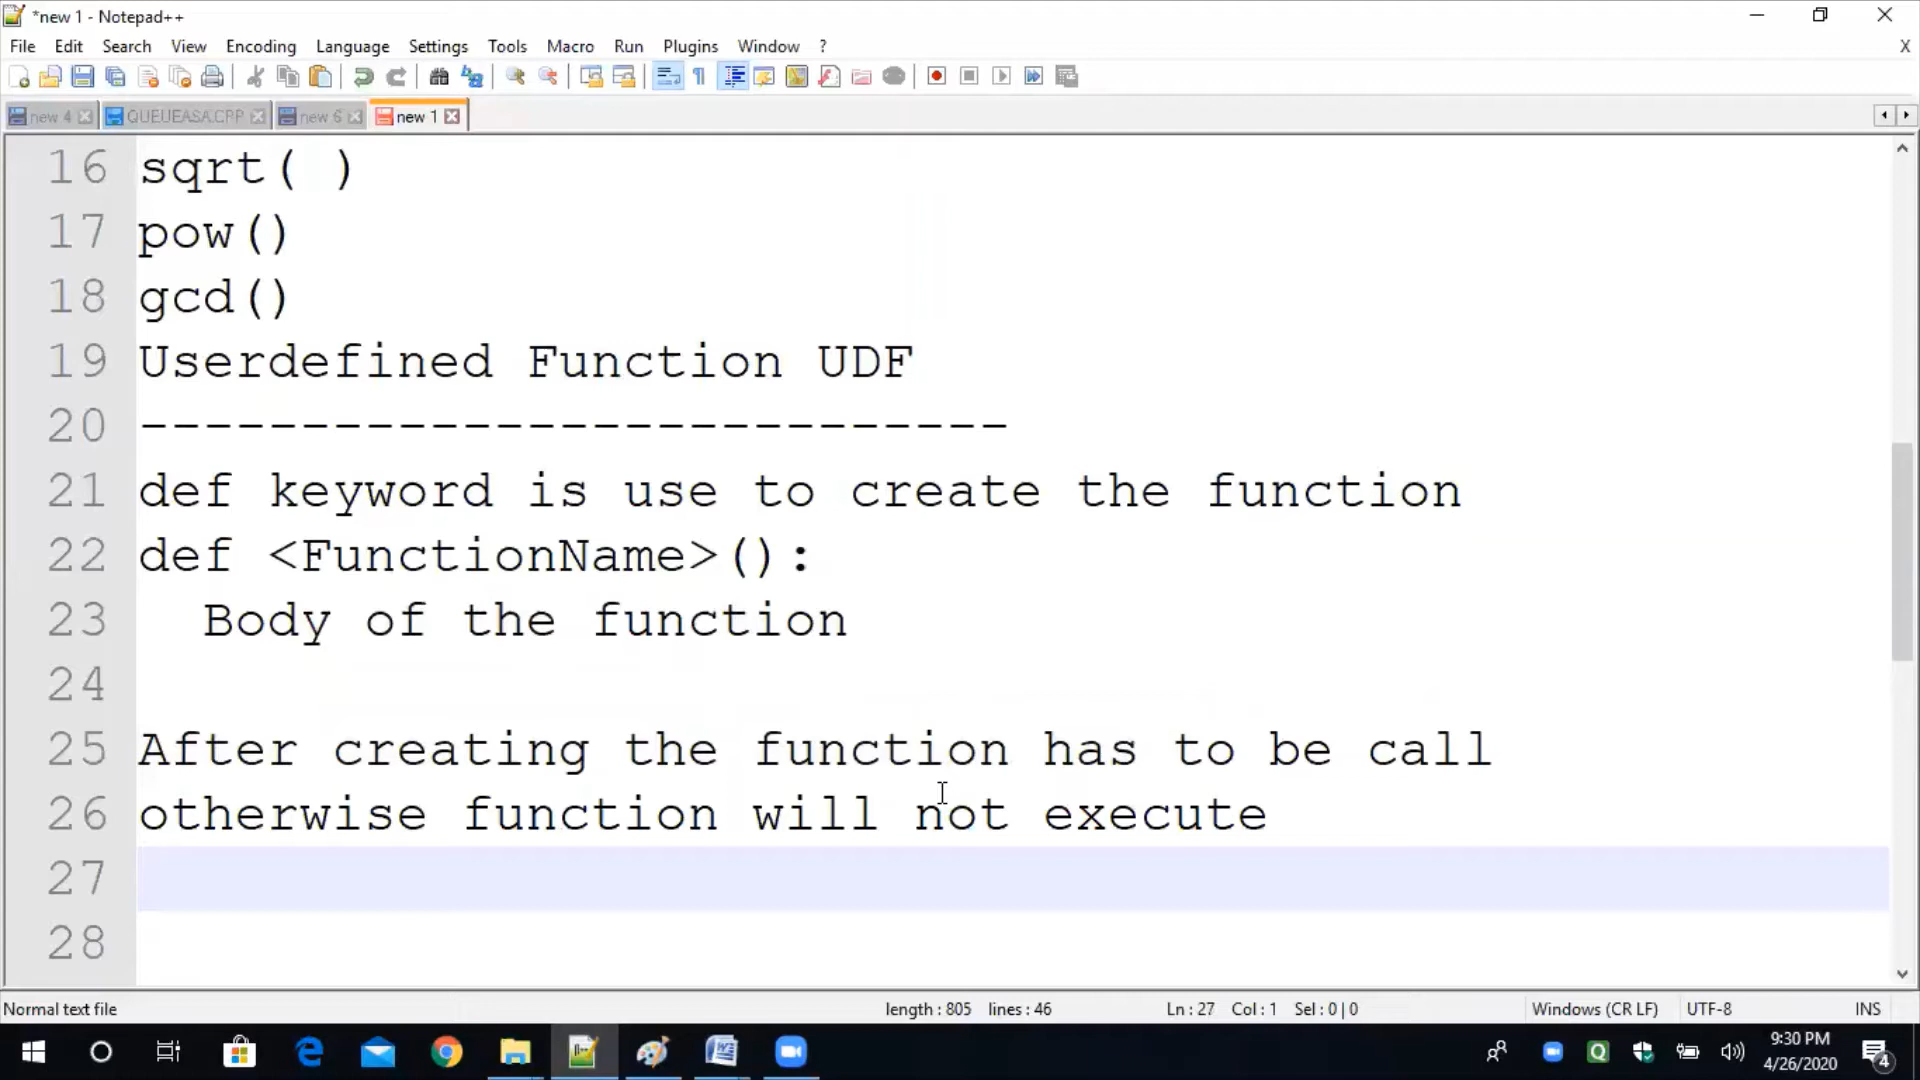 *new 1 - Notepad++
File Edit Search View Encoding Language Settings Tools Macro Run Plugins Window ? X
new 4 QUEUEASA.CPP new 6 new 1
16 sqrt( )
17 pow()
18 gcd()
19 Userdefined Function UDF
20 ---------------------------
21 def keyword is use to create the function
22 def <FunctionName>():
23 Body of the function
24
25 After creating the function has to be call
26 otherwise function will not execute
27
28
Normal text file length : 805 lines : 46 Ln : 27 Col : 1 Sel : 0 | 0 Windows (CR LF) UTF-8 INS
9:30 PM
4/26/2020
4